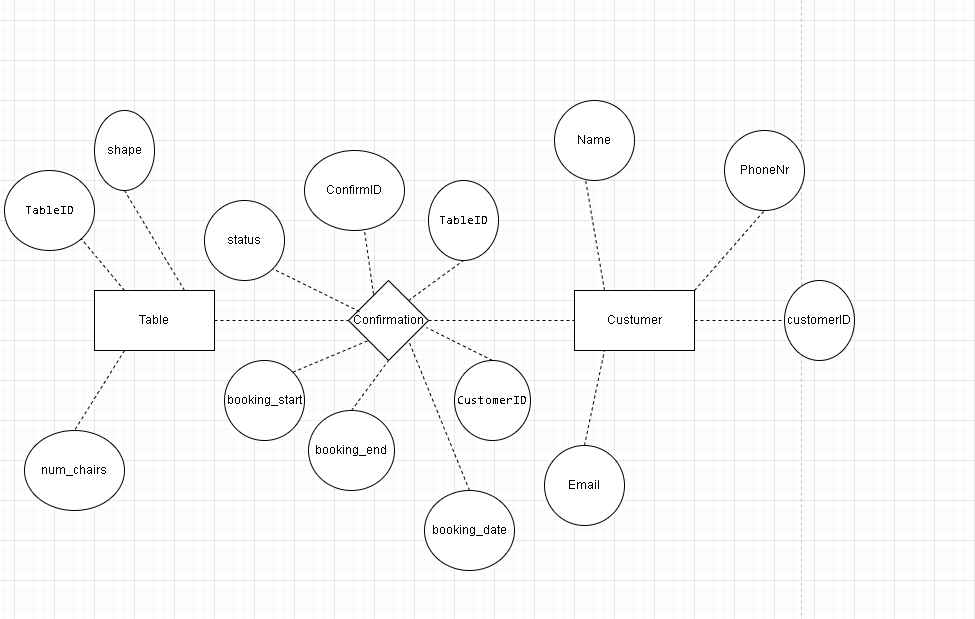 Name
shape
PhoneNr
ConfirmID
TableID
TableID
status
Table
Confirmation
Custumer
customerID
booking_start
CustomerID
booking_end
num_chairs
Email
booking_date